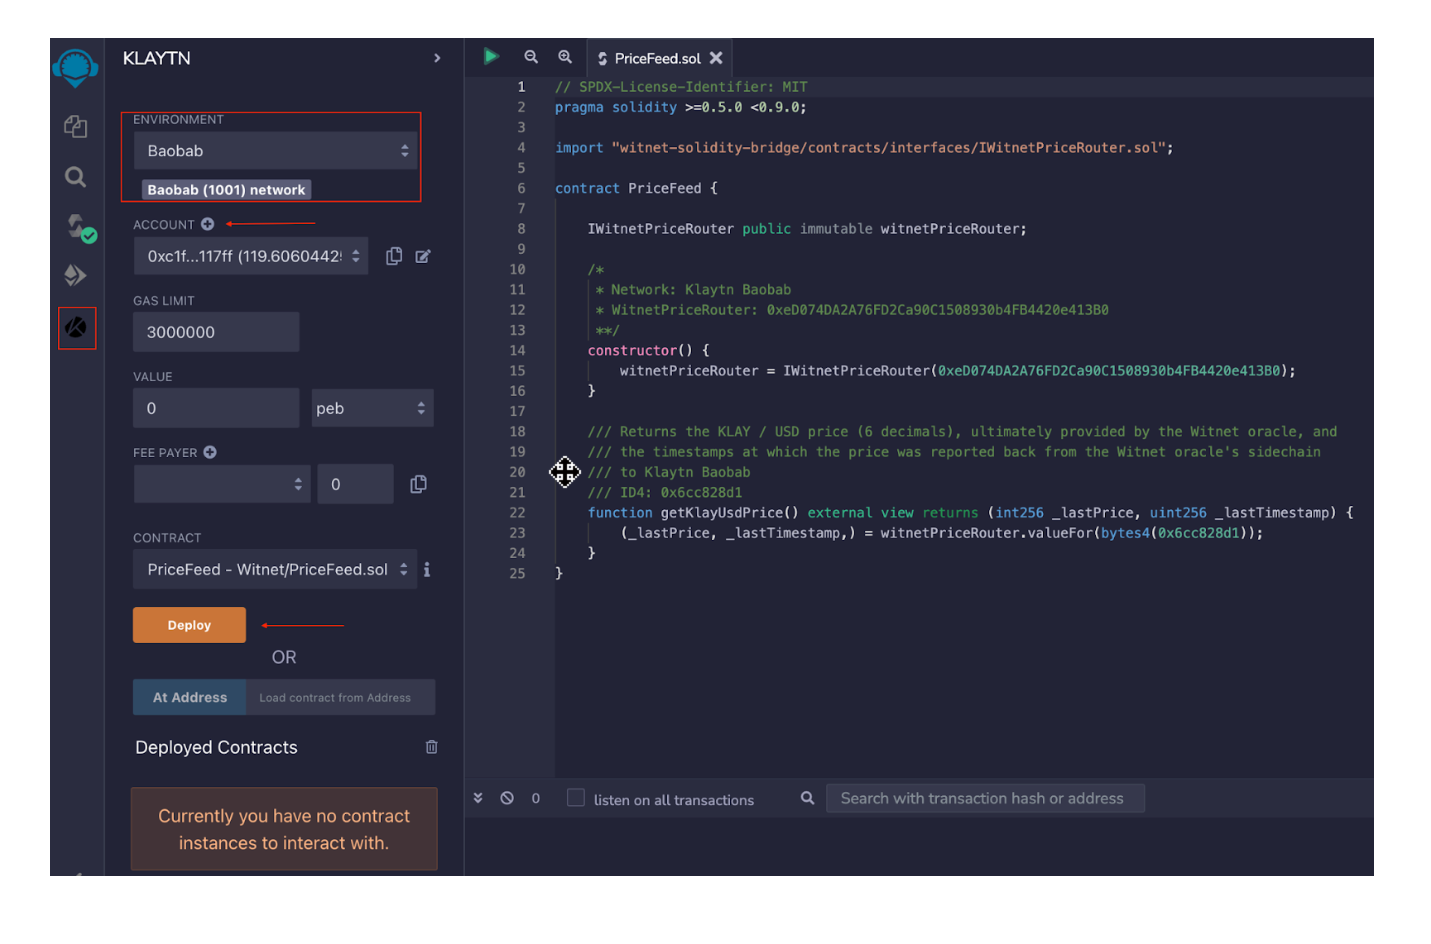 KLAYTN
ENVIRONMENT
Baobab
Baobab (1001) network
ACCOUNT
0xc1f...117ff (119.6060442
GAS LIMIT
3000000
VALUE
0 peb
FEE PAYER
0
CONTRACT
PriceFeed - Witnet/PriceFeed.sol
Deploy
OR
At Address Load contract from Address
Deployed Contracts
Currently you have no contract
instances to interact with.
PriceFeed.sol
1 // SPDX-License-Identifier: MIT
2 pragma solidity >=0.5.0 <0.9.0;
3
4 import "witnet-solidity-bridge/contracts/interfaces/IWitnetPriceRouter.sol";
5
6 contract PriceFeed {
7
8 IWitnetPriceRouter public immutable witnetPriceRouter;
9
10 /*
11 * Network: Klaytn Baobab
12 * WitnetPriceRouter: 0xeD074DA2A76FD2Ca90C1508930b4FB4420e413B0
13 **/
14 constructor() {
15 witnetPriceRouter = IWitnetPriceRouter(0xeD074DA2A76FD2Ca90C1508930b4FB4420e413B0);
16 }
17
18 /// Returns the KLAY / USD price (6 decimals), ultimately provided by the Witnet oracle, and
19 /// the timestamps at which the price was reported back from the Witnet oracle's sidechain
20 /// to Klaytn Baobab
21 /// ID4: 0x6cc828d1
22 function getKlayUsdPrice() external view returns (int256 _lastPrice, uint256 _lastTimestamp) {
23 (_lastPrice, _lastTimestamp,) = witnetPriceRouter.valueFor(bytes4(0x6cc828d1));
24 }
25 }
0 listen on all transactions Search with transaction hash or address